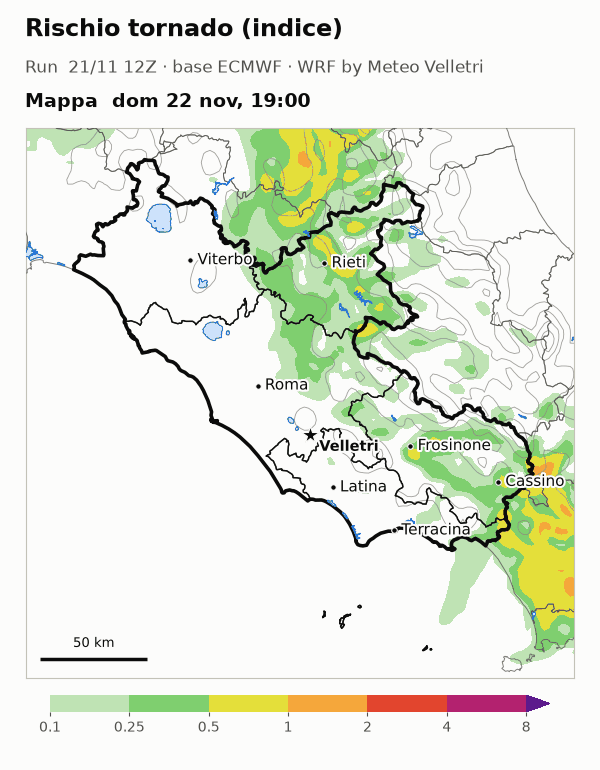 Rischio tornado (indice)
Run  21/11 12Z · base ECMWF · WRF by Meteo Velletri
Mappa  dom 22 nov, 19:00
Viterbo
Rieti
Roma
Velletri
Frosinone
Latina
Cassino
Terracina
50 km
0.1 0.25 0.5 1 2 4 8